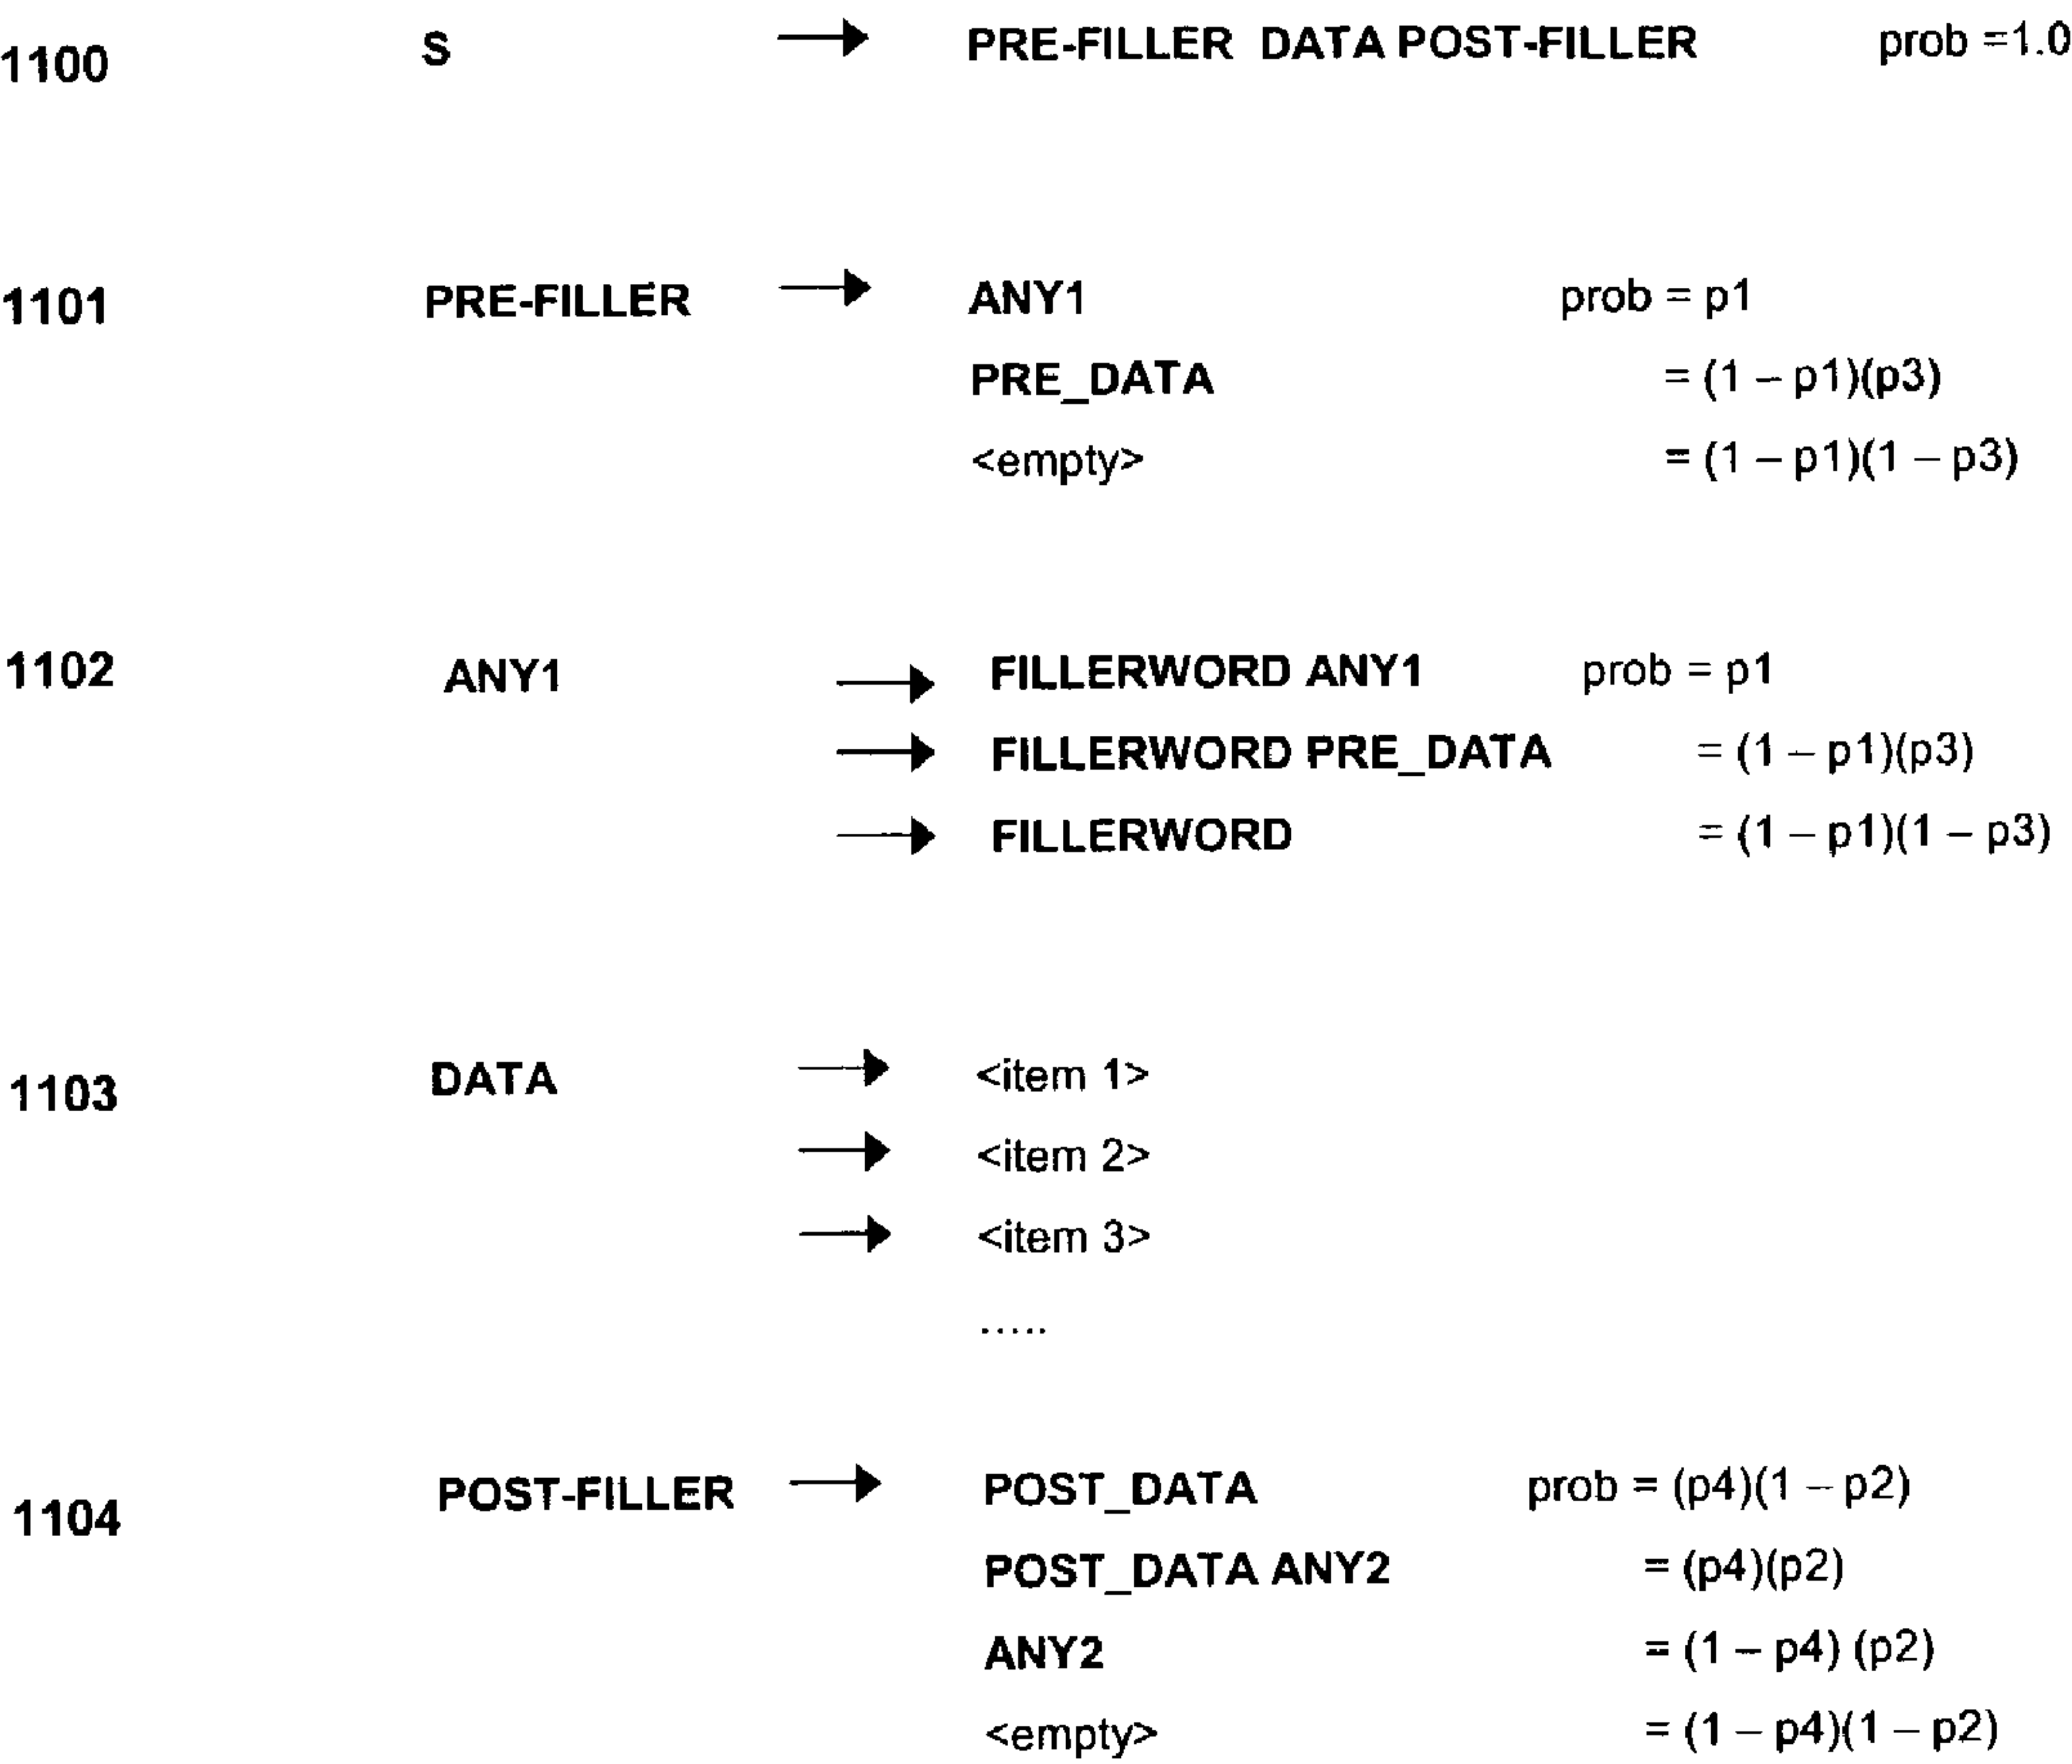 1100 S → PRE-FILLER DATA POST-FILLER prob =1.0
1101 PRE-FILLER → ANY1 prob = p1
PRE_DATA = (1 – p1)(p3)
<empty> = (1 – p1)(1 – p3)
1102 ANY1 → FILLERWORD ANY1 prob = p1
→ FILLERWORD PRE_DATA = (1 – p1)(p3)
→ FILLERWORD = (1 – p1)(1 – p3)
1103 DATA → <item 1>
→ <item 2>
→ <item 3>
.....
1104 POST-FILLER → POST_DATA prob = (p4)(1 – p2)
POST_DATA ANY2 = (p4)(p2)
ANY2 = (1 – p4) (p2)
<empty> = (1 – p4)(1 – p2)